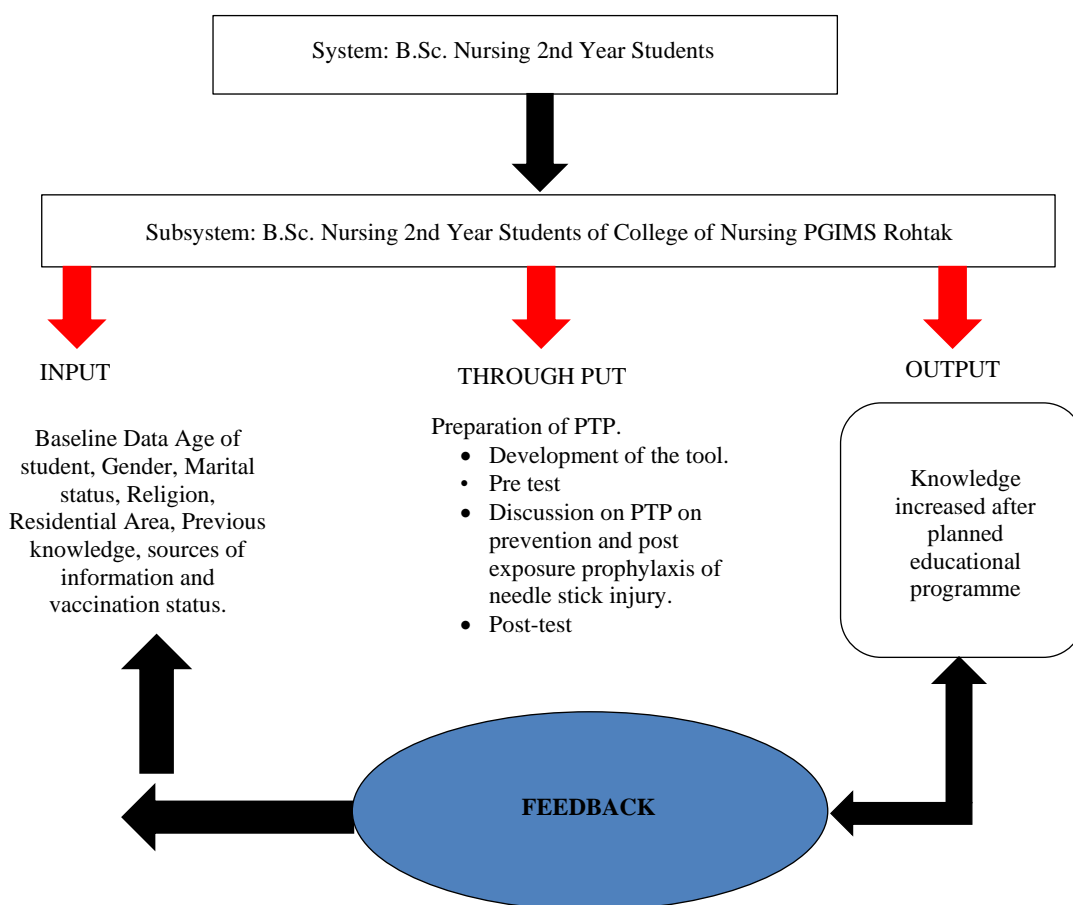 System: B.Sc. Nursing 2nd Year Students
Subsystem: B.Sc. Nursing 2nd Year Students of College of Nursing PGIMS Rohtak
INPUT
Baseline Data Age of
student, Gender, Marital
status, Religion,
Residential Area, Previous
knowledge, sources of
information and
vaccination status.
THROUGH PUT
Preparation of PTP.
• Development of the tool.
• Pre test
• Discussion on PTP on
prevention and post
exposure prophylaxis of
needle stick injury.
• Post-test
OUTPUT
Knowledge
increased after
planned
educational
programme
FEEDBACK